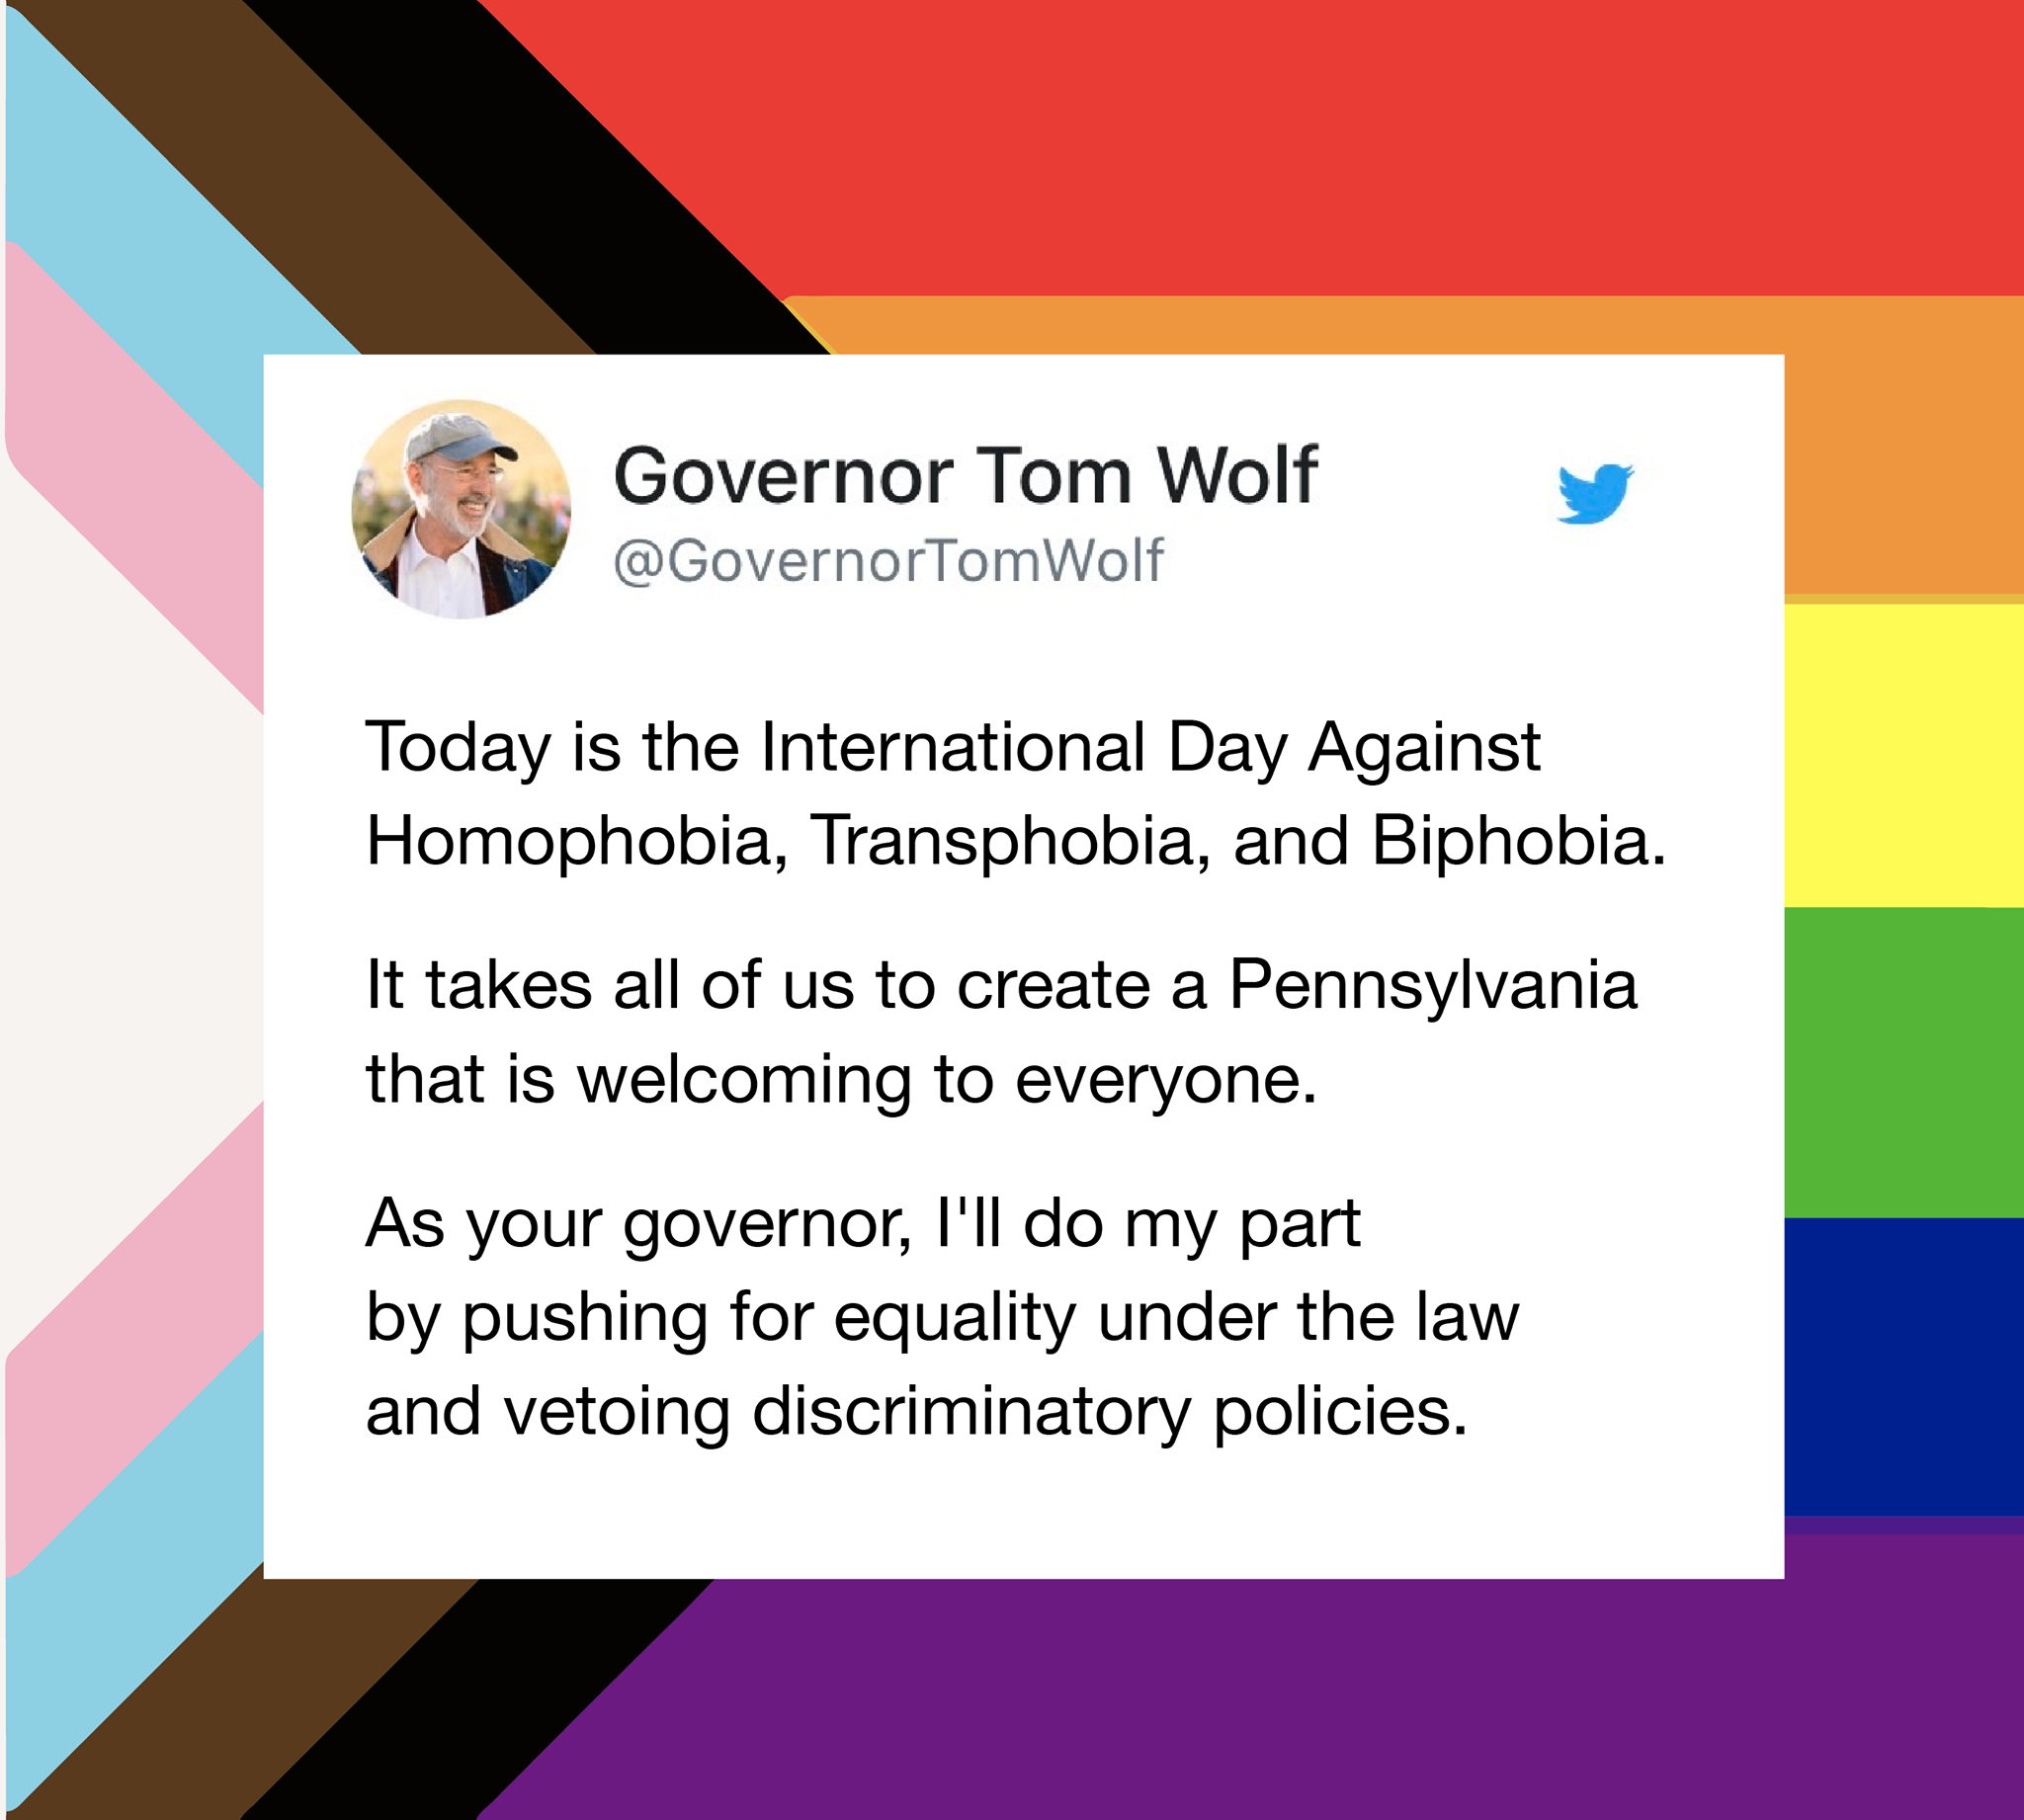 Governor Tom Wolf
@GovernorTomWolf
Today is the International Day Against
Homophobia, Transphobia, and Biphobia.
It takes all of us to create a Pennsylvania
that is welcoming to everyone.
As your governor, I'll do my part
by pushing for equality under the law
and vetoing discriminatory policies.